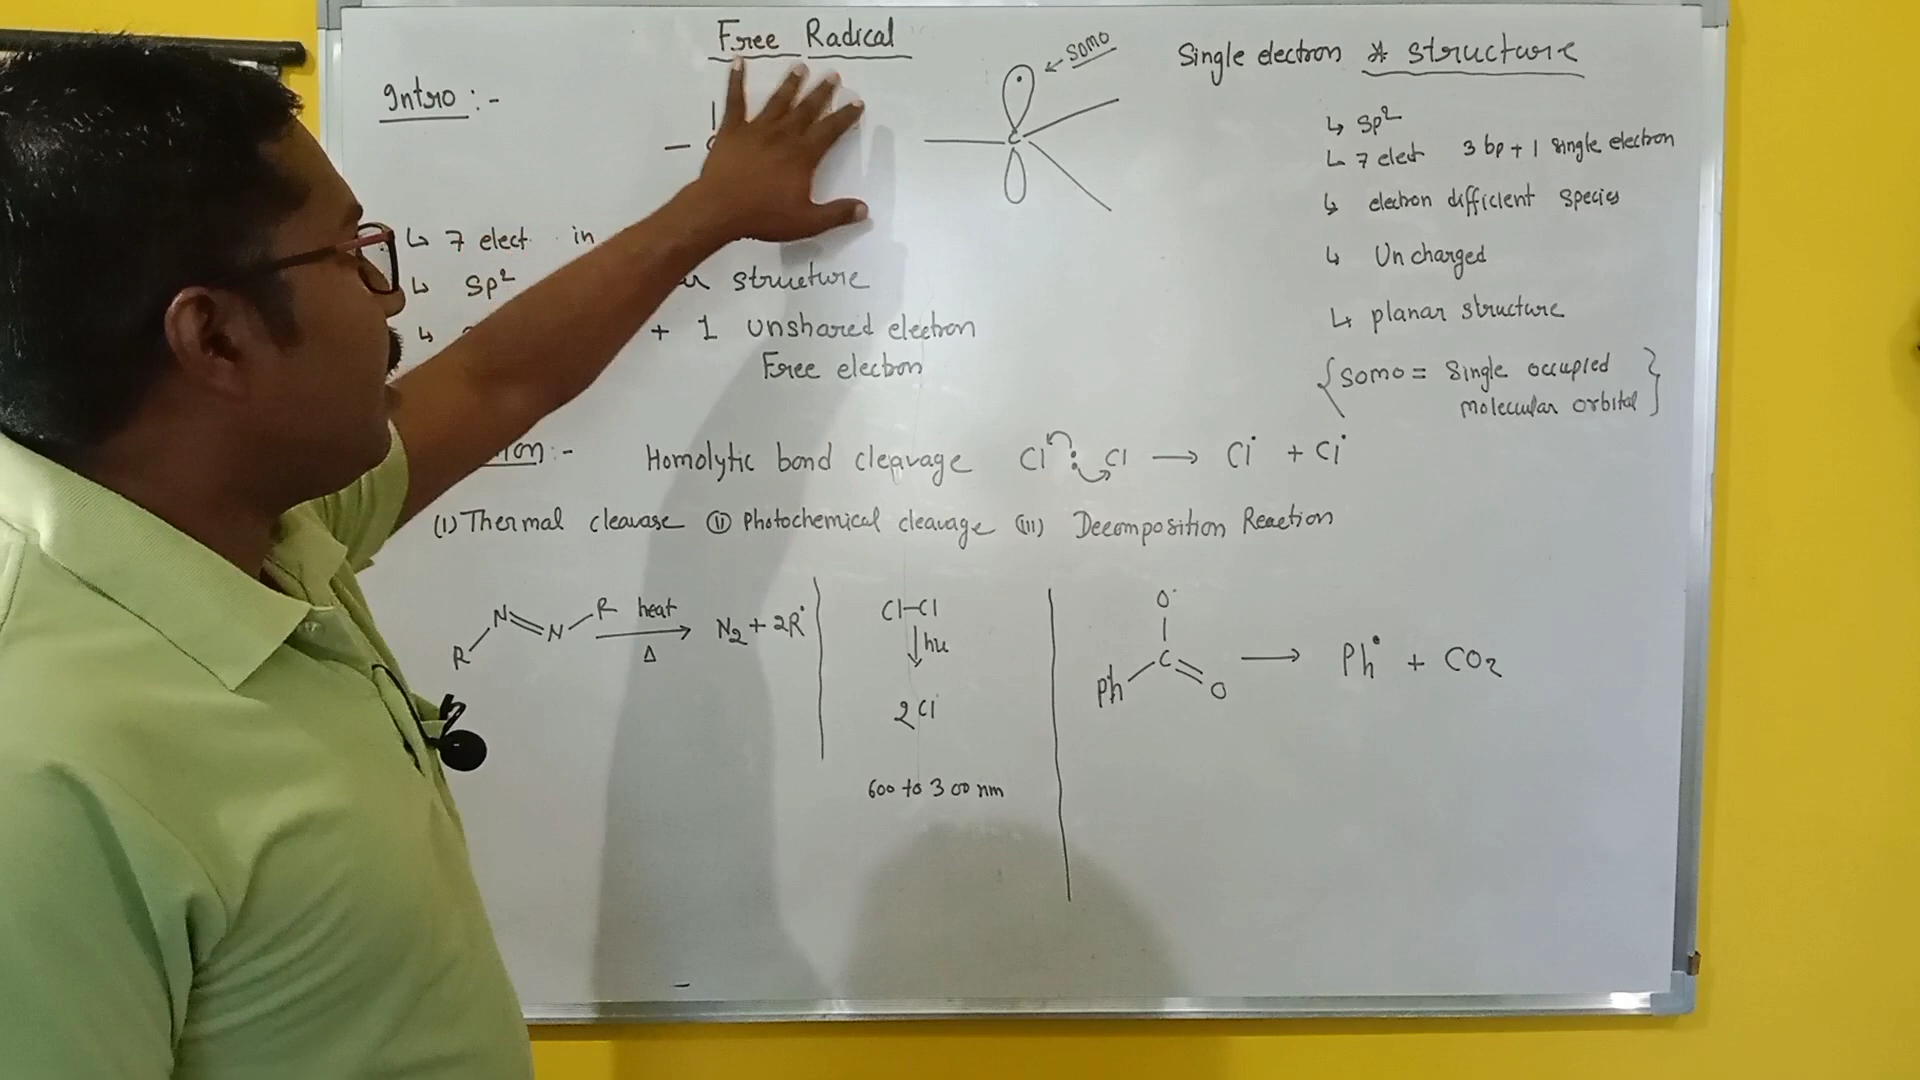 Free Radical
Intro :-
SOMO
C
7 elect in
Sp2
structure
+ 1 unshared electron
Free electron
Single electron * structure
Sp2
7 elect 3 bp + 1 single electron
electron difficient species
Uncharged
planar structure
{SOMO = Single occupied
molecular orbital}
Homolytic bond cleavage Cl : Cl → Cl• + Cl•
(i) Thermal cleavase (ii) Photochemical cleavage (iii) Decomposition Reaction
R N N R heat Δ → N2 + 2R•
Cl-Cl
↓ hu
2Cl
600 to 300 nm
O•
Ph C O → Ph• + CO2